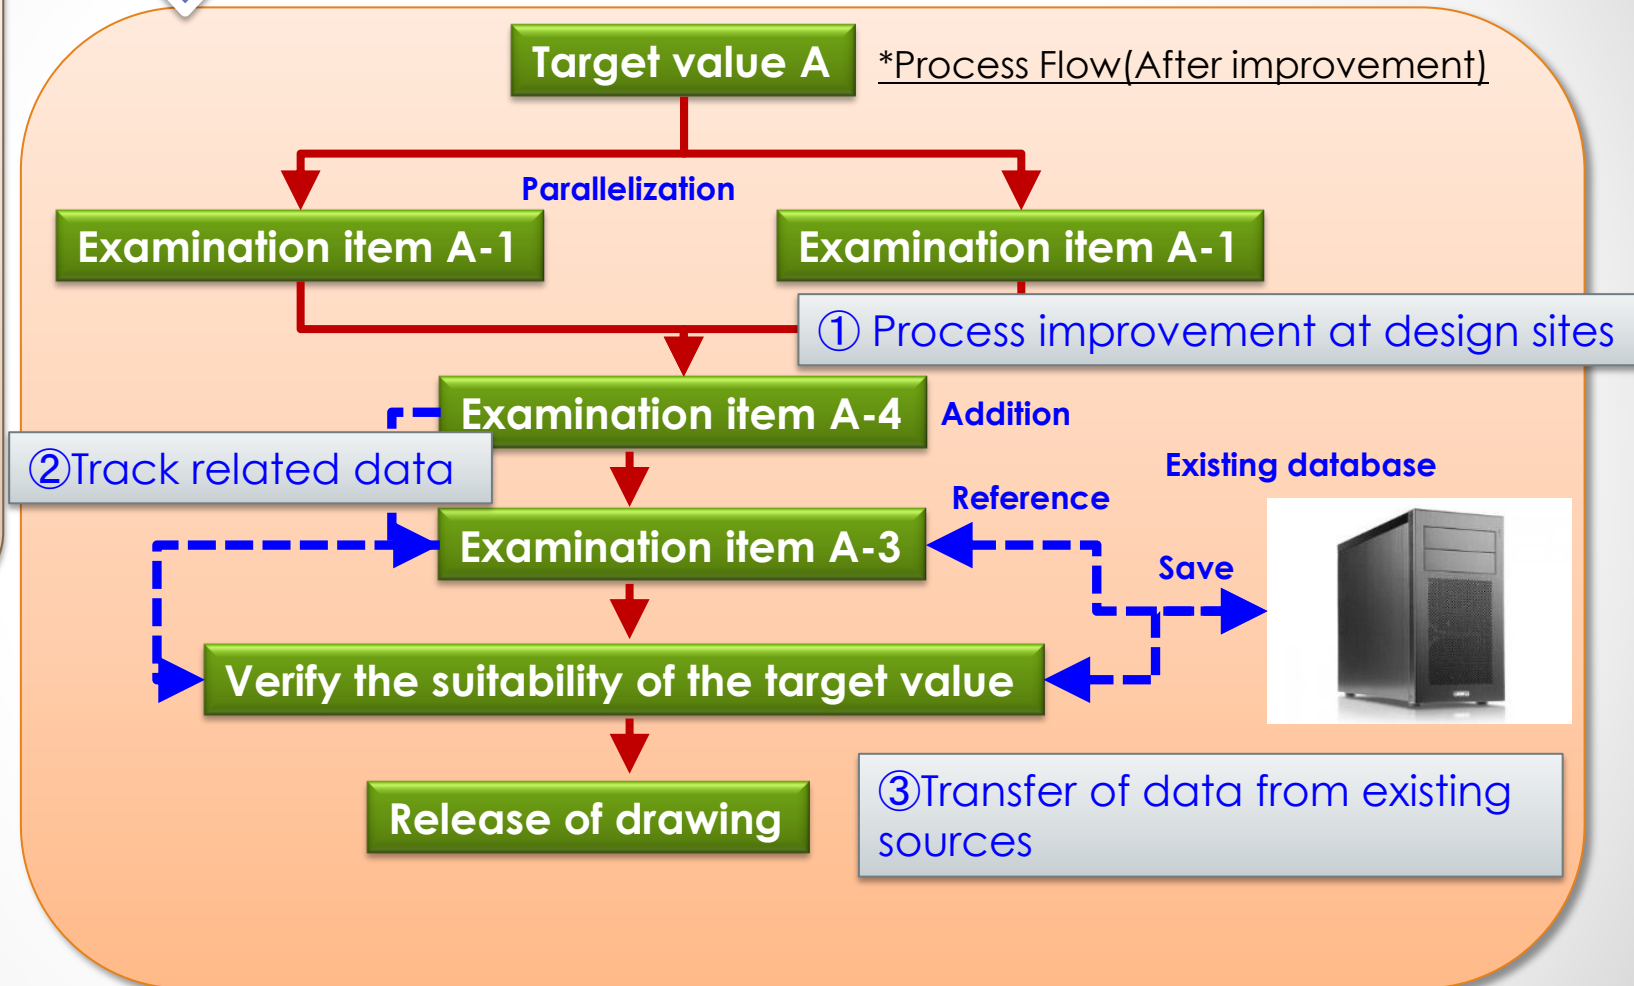 Target value A
*Process Flow(After improvement)
Parallelization
Examination item A-1
Examination item A-1
① Process improvement at design sites
Examination item A-4
Addition
②Track related data
Existing database
Reference
Examination item A-3
Save
Verify the suitability of the target value
③Transfer of data from existing
sources
Release of drawing